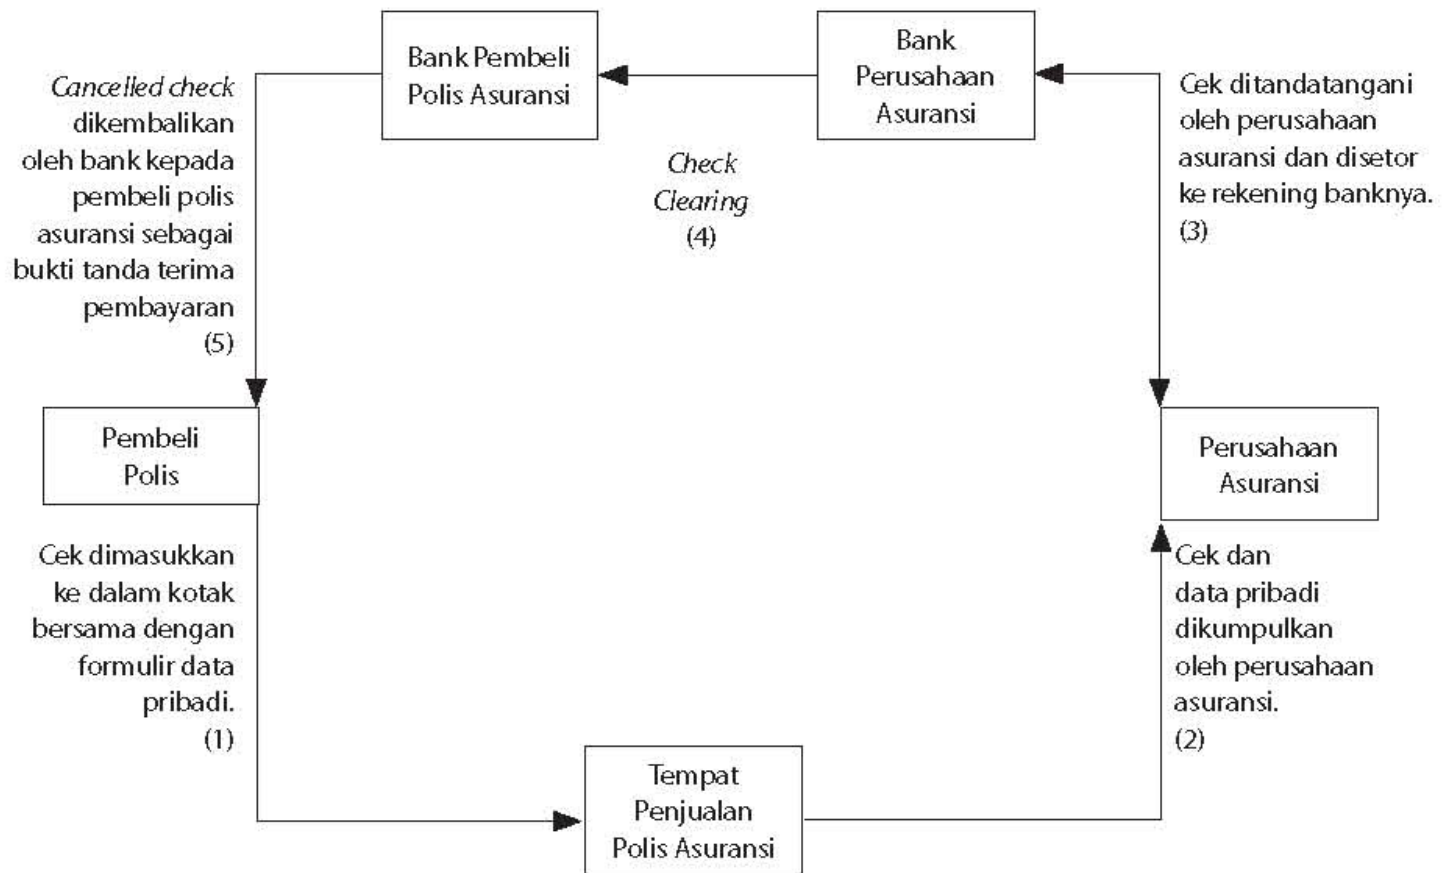 Bank Pembeli
Polis Asuransi
Bank
Perusahaan
Asuransi
Cancelled check
dikembalikan
oleh bank kepada
pembeli polis
asuransi sebagai
bukti tanda terima
pembayaran
(5)
Check
Clearing
(4)
Cek ditandatangani
oleh perusahaan
asuransi dan disetor
ke rekening banknya.
(3)
Pembeli
Polis
Perusahaan
Asuransi
Cek dimasukkan
ke dalam kotak
bersama dengan
formulir data
pribadi.
(1)
Cek dan
data pribadi
dikumpulkan
oleh perusahaan
asuransi.
(2)
Tempat
Penjualan
Polis Asuransi